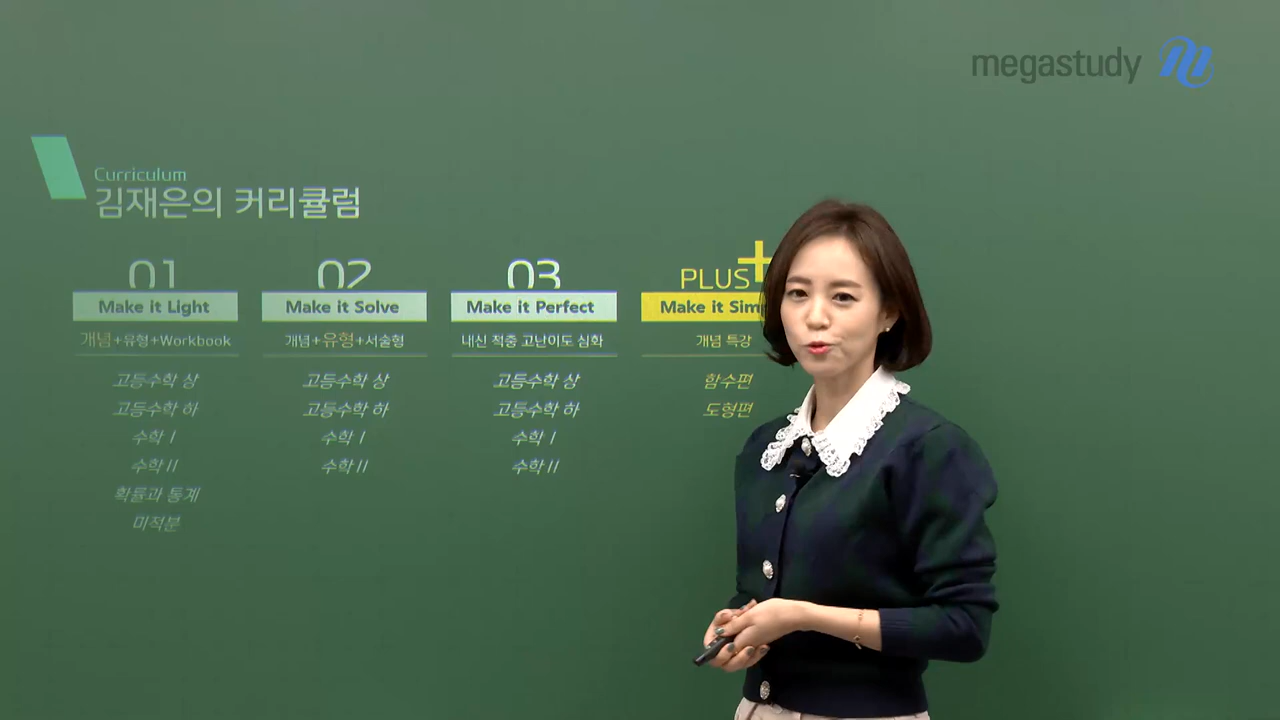 megastudy
Curriculum
김재은의 커리큘럼
01
Make it Light
개념+유형+Workbook
고등수학 상
고등수학 하
수학 I
수학 II
확률과 통계
미적분
02
Make it Solve
개념+유형+서술형
고등수학 상
고등수학 하
수학 I
수학 II
03
Make it Perfect
내신 적중 고난이도 심화
고등수학 상
고등수학 하
수학 I
수학 II
PLUS+
Make it
개념 특강
함수편
도형편